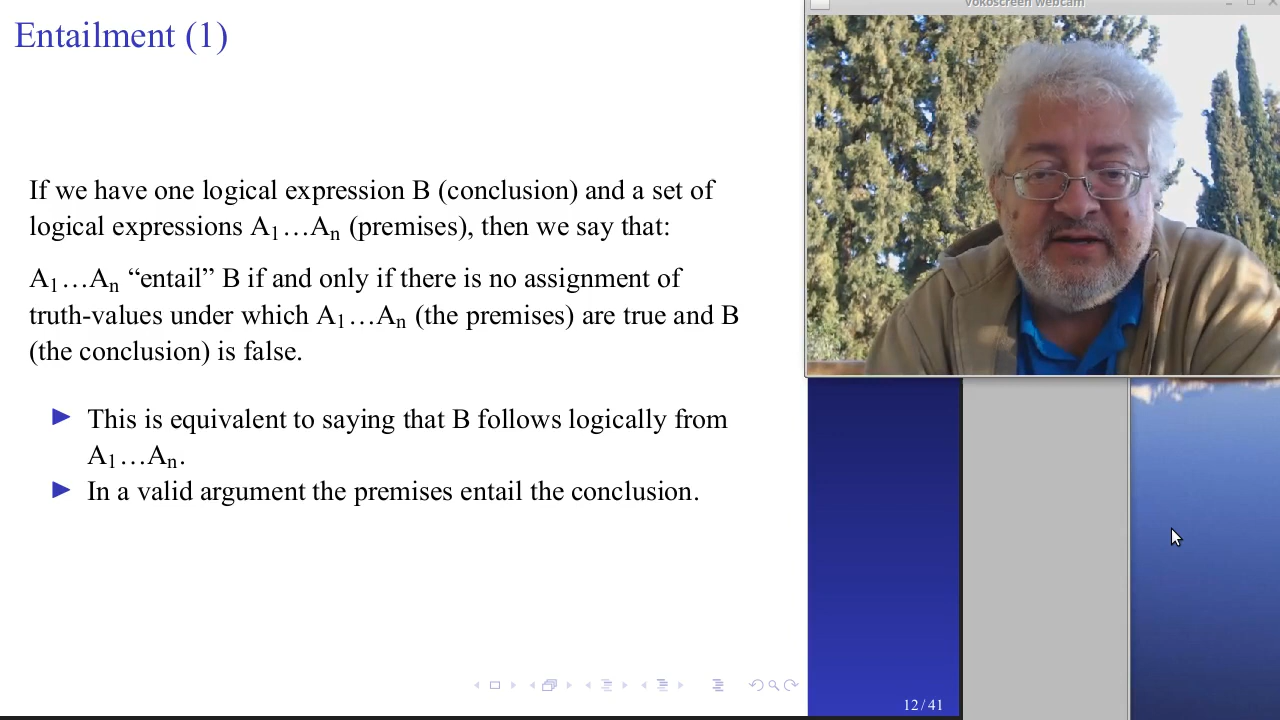 Entailment (1)
vokoscreen webcam
If we have one logical expression B (conclusion) and a set of
logical expressions A₁…Aₙ (premises), then we say that:
A₁…Aₙ “entail” B if and only if there is no assignment of
truth-values under which A₁…Aₙ (the premises) are true and B
(the conclusion) is false.
▶ This is equivalent to saying that B follows logically from
A₁…Aₙ.
▶ In a valid argument the premises entail the conclusion.
12/41